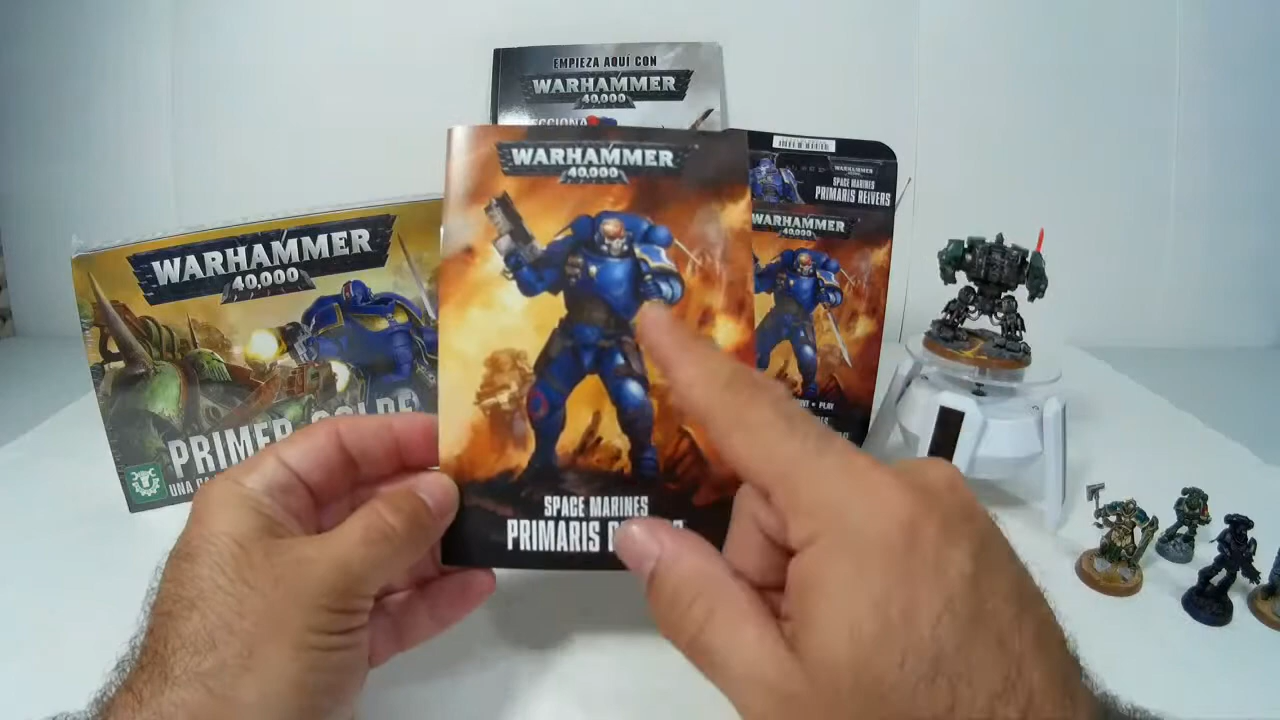 EMPIEZA AQUÍ CON
WARHAMMER
40,000
WARHAMMER
40,000
SPACE MARINES
PRIMARIS
WARHAMMER
40,000
PRIMER
UNA
WARHAMMER
SPACE MARINES
PRIMARIS REIVERS
WARHAMMER
40,000
PLAY